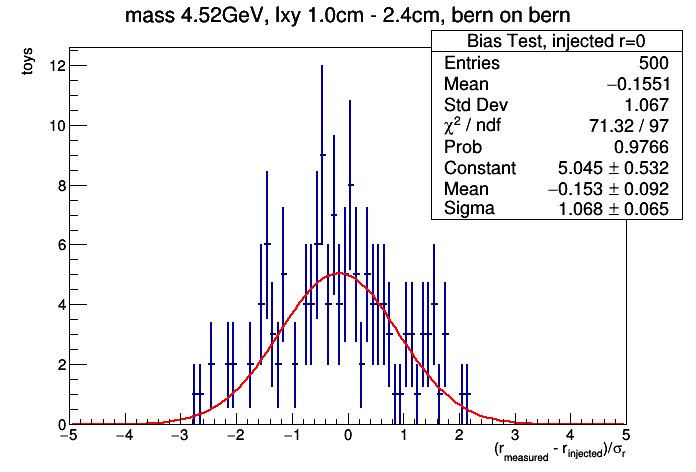 mass 4.52GeV, lxy 1.0cm - 2.4cm, bern on bern
toys
Bias Test, injected r=0
Entries 500
Mean −0.1551
Std Dev 1.067
χ² / ndf 71.32 / 97
Prob 0.9766
Constant 5.045 ± 0.532
Mean −0.153 ± 0.092
Sigma 1.068 ± 0.065
12
10
8
6
4
2
0
−5 −4 −3 −2 −1 0 1 2 3 4 5
(r_measured - r_injected)/σ_r